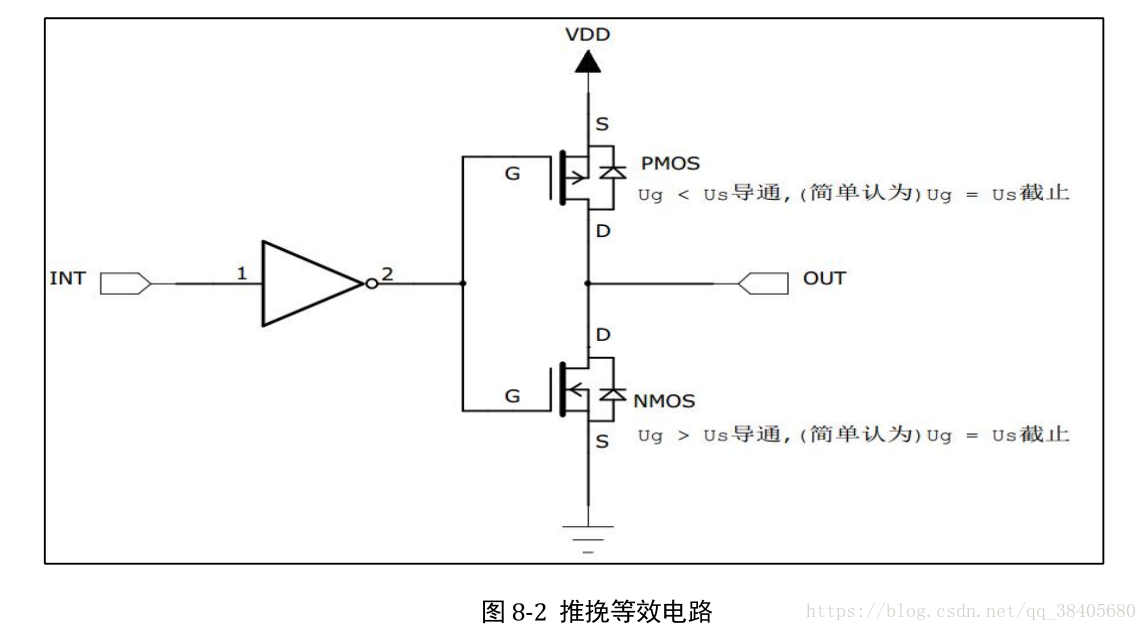 VDD
S
G
PMOS
Ug < Us导通,(简单认为)Ug = Us截止
D
INT
1
2
OUT
D
G
NMOS
Ug > Us导通,(简单认为)Ug = Us截止
S
图 8-2 推挽等效电路
https://blog.csdn.net/qq_38405680